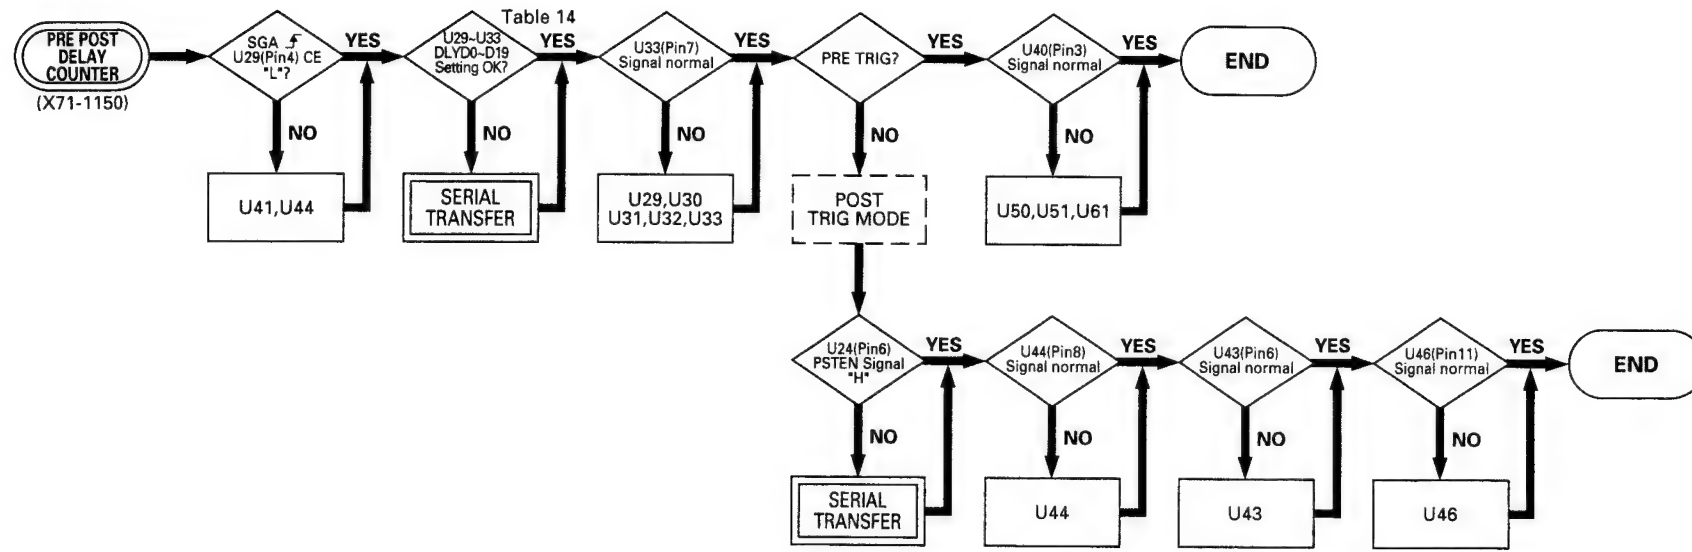 Table 14
PRE POST
DELAY
COUNTER
(X71-1150)
SGA
U29(Pin4) CE
"L"?
YES
NO
U41,U44
U29~U33
DLYD0~D19
Setting OK?
YES
NO
SERIAL
TRANSFER
U33(Pin7)
Signal normal
YES
NO
U29,U30
U31,U32,U33
PRE TRIG?
YES
NO
POST
TRIG MODE
U40(Pin3)
Signal normal
YES
NO
U50,U51,U61
END
U24(Pin6)
PSTEN Signal
"H"
YES
NO
SERIAL
TRANSFER
U44(Pin8)
Signal normal
YES
NO
U44
U43(Pin6)
Signal normal
YES
NO
U43
U46(Pin11)
Signal normal
YES
NO
U46
END